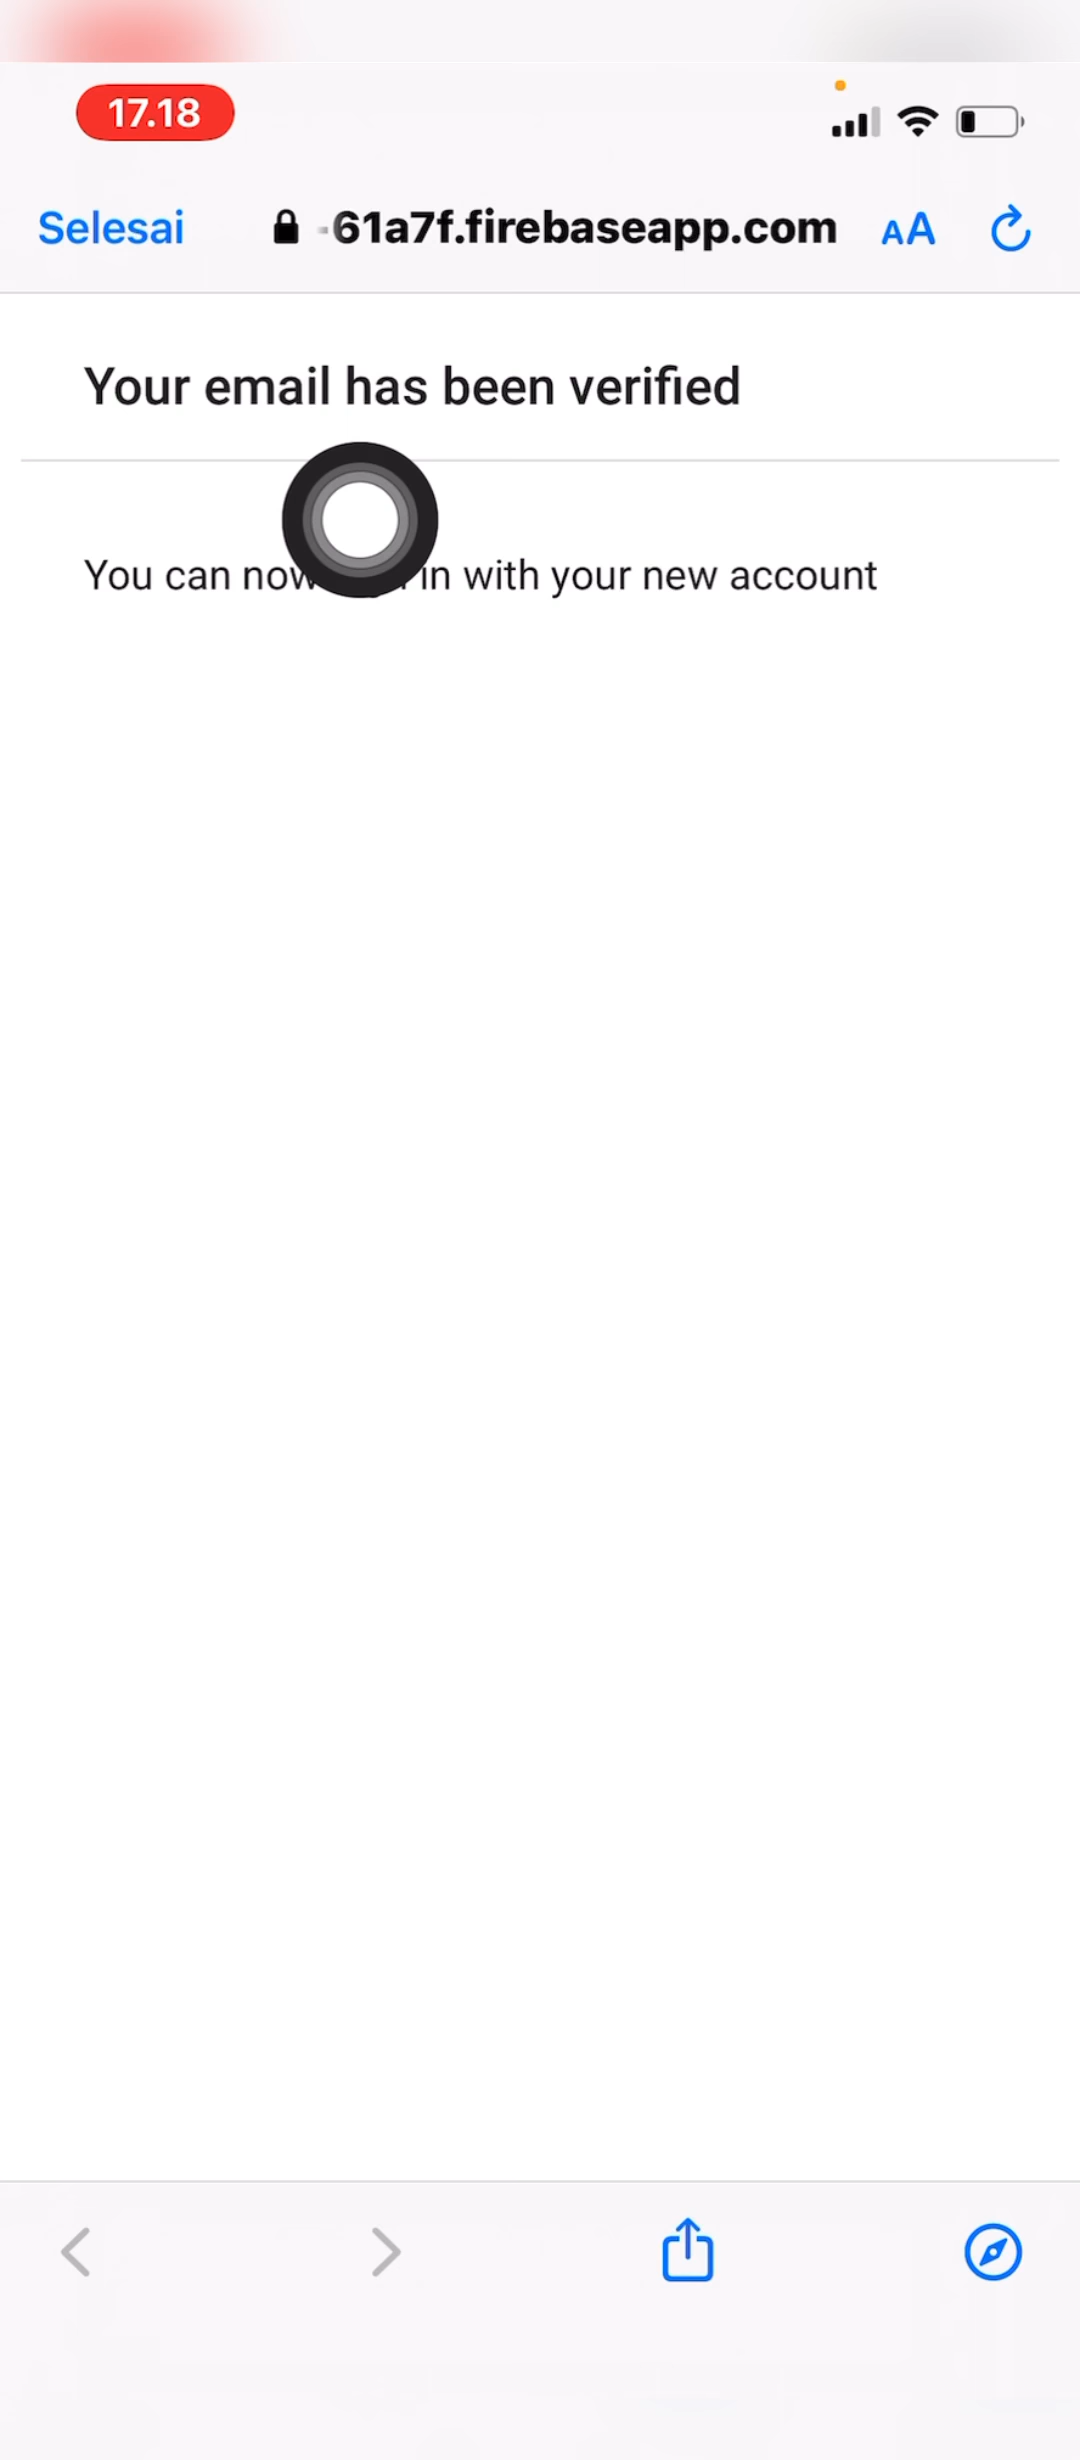 17.18
Selesai
-61a7f.firebaseapp.com
AA
Your email has been verified
You can now in with your new account